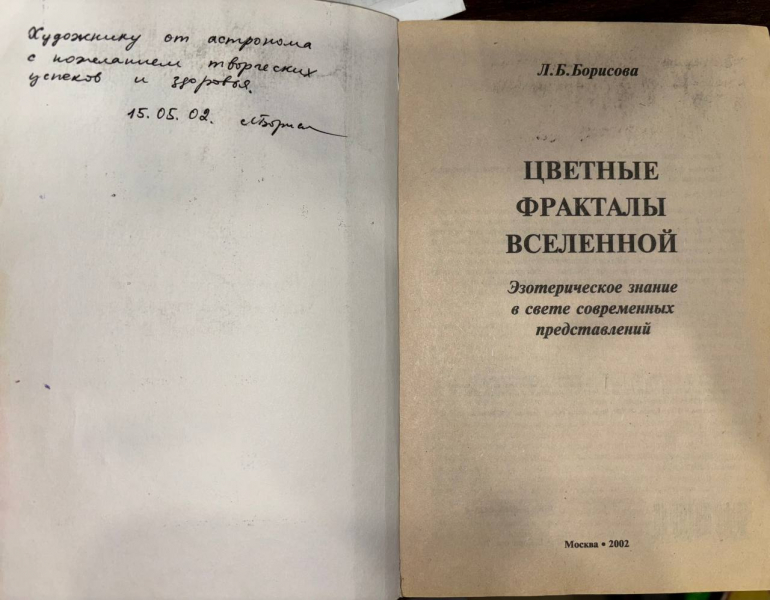 Художнику от астронома
с пожеланием творческих
успехов и здоровья.
15.05.02.
Л.Б.Борисова
ЦВЕТНЫЕ
ФРАКТАЛЫ
ВСЕЛЕННОЙ
Эзотерическое знание
в свете современных
представлений
Москва • 2002